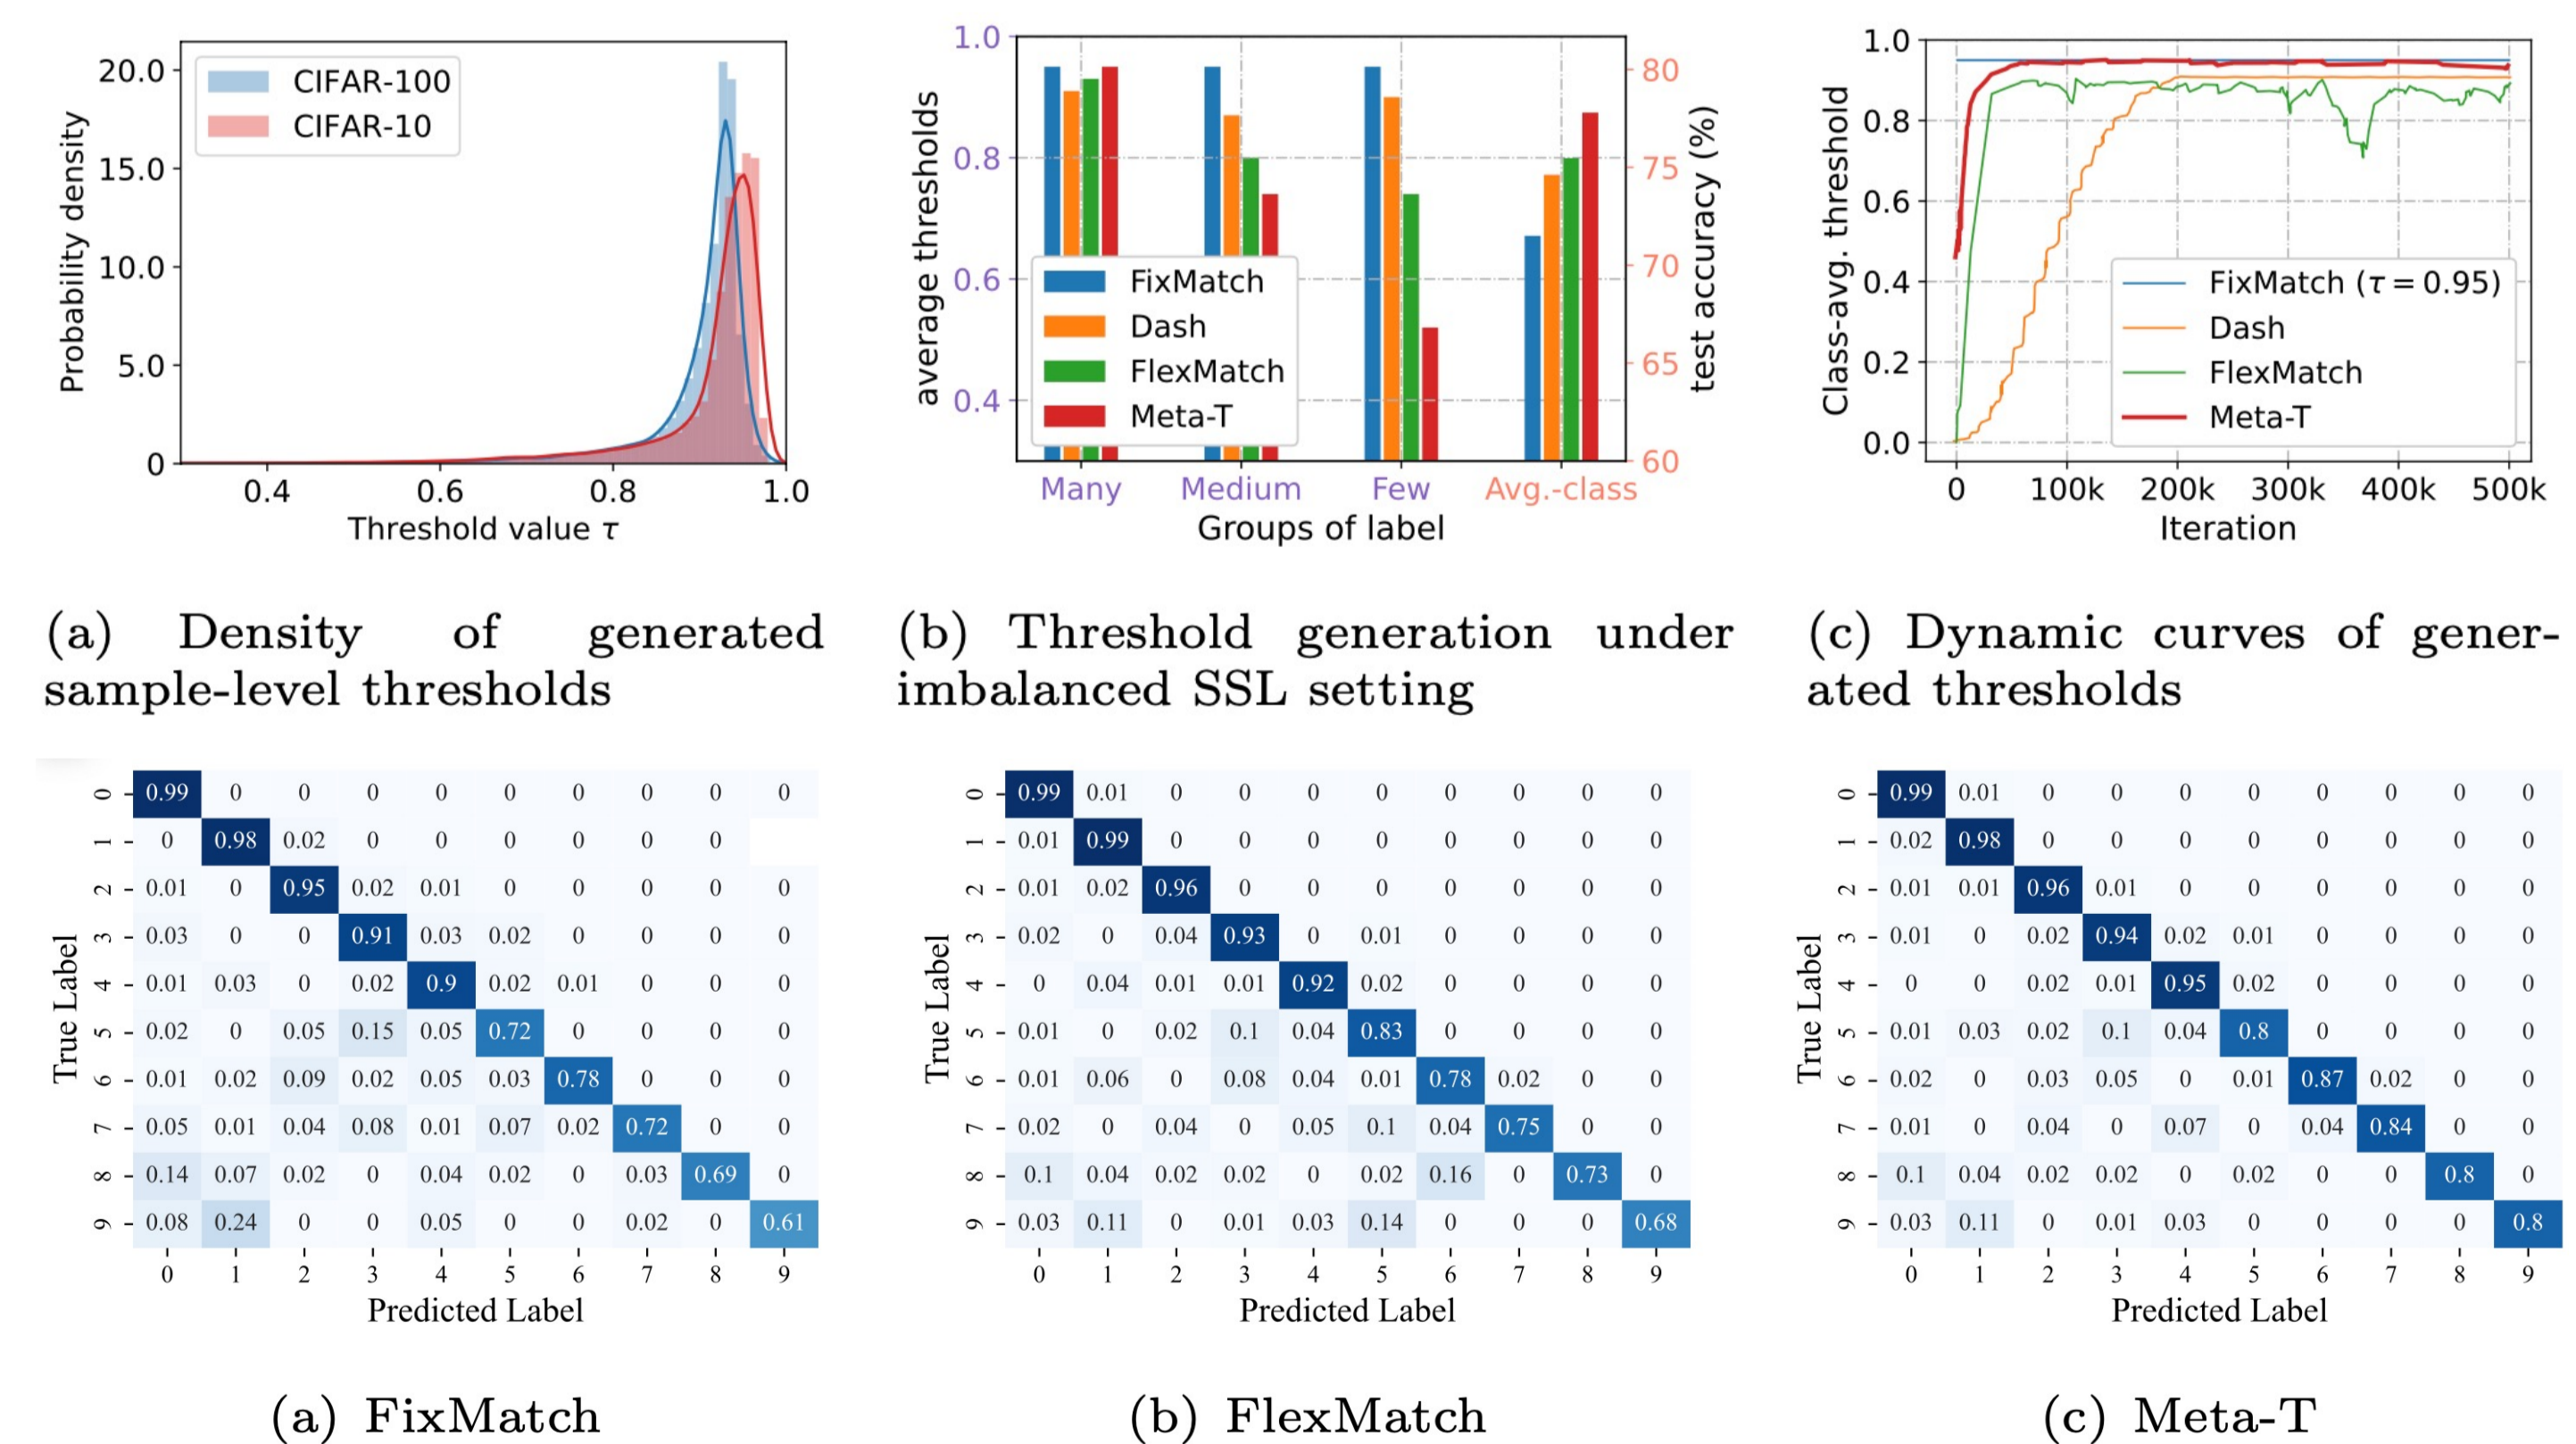 20.0
15.0
10.0
5.0
0
Probability density
CIFAR-100
CIFAR-10
0.4 0.6 0.8 1.0
Threshold value τ
1.0
0.8
0.6
0.4
average thresholds
FixMatch
Dash
FlexMatch
Meta-T
80
75
70
65
60
test accuracy (%)
Many Medium Few Avg.-class
Groups of label
1.0
0.8
0.6
0.4
0.2
0.0
Class-avg. threshold
FixMatch (τ = 0.95)
Dash
FlexMatch
Meta-T
0 100k 200k 300k 400k 500k
Iteration
(a) Density of generated
sample-level thresholds
(b) Threshold generation under
imbalanced SSL setting
(c) Dynamic curves of gener-
ated thresholds
True Label
0 0.99 0 0 0 0 0 0 0 0 0
1 0 0.98 0.02 0 0 0 0 0 0
2 0.01 0 0.95 0.02 0.01 0 0 0 0 0
3 0.03 0 0 0.91 0.03 0.02 0 0 0 0
4 0.01 0.03 0 0.02 0.9 0.02 0.01 0 0 0
5 0.02 0 0.05 0.15 0.05 0.72 0 0 0 0
6 0.01 0.02 0.09 0.02 0.05 0.03 0.78 0 0 0
7 0.05 0.01 0.04 0.08 0.01 0.07 0.02 0.72 0 0
8 0.14 0.07 0.02 0 0.04 0.02 0 0.03 0.69 0
9 0.08 0.24 0 0 0.05 0 0 0.02 0 0.61
0 1 2 3 4 5 6 7 8 9
Predicted Label
(a) FixMatch
True Label
0 0.99 0.01 0 0 0 0 0 0 0 0
1 0.01 0.99 0 0 0 0 0 0 0 0
2 0.01 0.02 0.96 0 0 0 0 0 0 0
3 0.02 0 0.04 0.93 0 0.01 0 0 0 0
4 0 0.04 0.01 0.01 0.92 0.02 0 0 0 0
5 0.01 0 0.02 0.1 0.04 0.83 0 0 0 0
6 0.01 0.06 0 0.08 0.04 0.01 0.78 0.02 0 0
7 0.02 0 0.04 0 0.05 0.1 0.04 0.75 0 0
8 0.1 0.04 0.02 0.02 0 0.02 0.16 0 0.73 0
9 0.03 0.11 0 0.01 0.03 0.14 0 0 0 0.68
0 1 2 3 4 5 6 7 8 9
Predicted Label
(b) FlexMatch
True Label
0 0.99 0.01 0 0 0 0 0 0 0 0
1 0.02 0.98 0 0 0 0 0 0 0 0
2 0.01 0.01 0.96 0.01 0 0 0 0 0 0
3 0.01 0 0.02 0.94 0.02 0.01 0 0 0 0
4 0 0 0.02 0.01 0.95 0.02 0 0 0 0
5 0.01 0.03 0.02 0.1 0.04 0.8 0 0 0 0
6 0.02 0 0.03 0.05 0 0.01 0.87 0.02 0 0
7 0.01 0 0.04 0 0.07 0 0.04 0.84 0 0
8 0.1 0.04 0.02 0.02 0 0.02 0 0 0.8 0
9 0.03 0.11 0 0.01 0.03 0 0 0 0 0.8
0 1 2 3 4 5 6 7 8 9
Predicted Label
(c) Meta-T